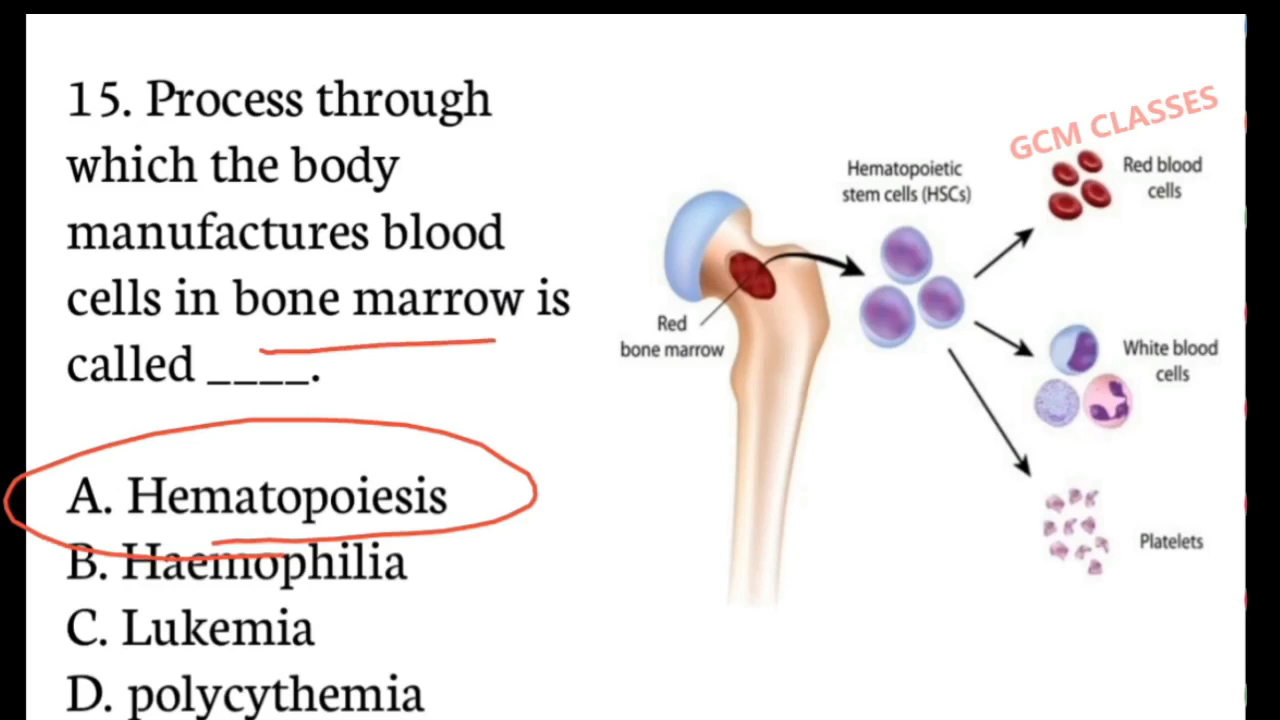 15. Process through
which the body
manufactures blood
cells in bone marrow is
called ____.
A. Hematopoiesis
B. Haemophilia
C. Lukemia
D. polycythemia
GCM CLASSES
Hematopoietic
stem cells (HSCs)
Red blood
cells
Red
bone marrow
White blood
cells
Platelets